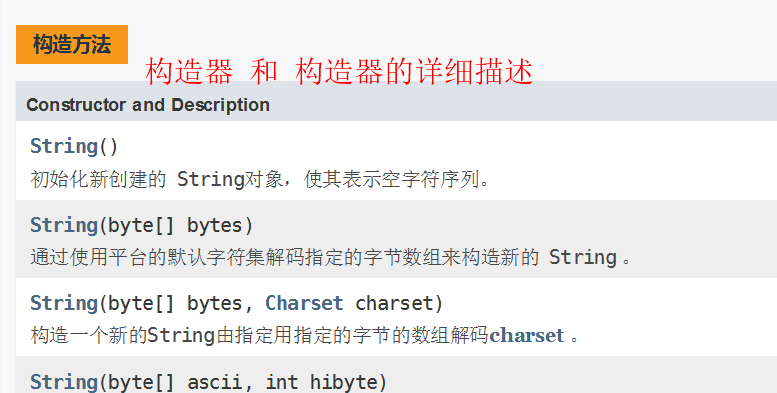 构造方法
构造器 和 构造器的详细描述
Constructor and Description
String()
初始化新创建的 String对象，使其表示空字符序列。
String(byte[] bytes)
通过使用平台的默认字符集解码指定的字节数组来构造新的 String 。
String(byte[] bytes, Charset charset)
构造一个新的String由指定用指定的字节的数组解码charset 。
String(byte[] ascii, int hibyte)